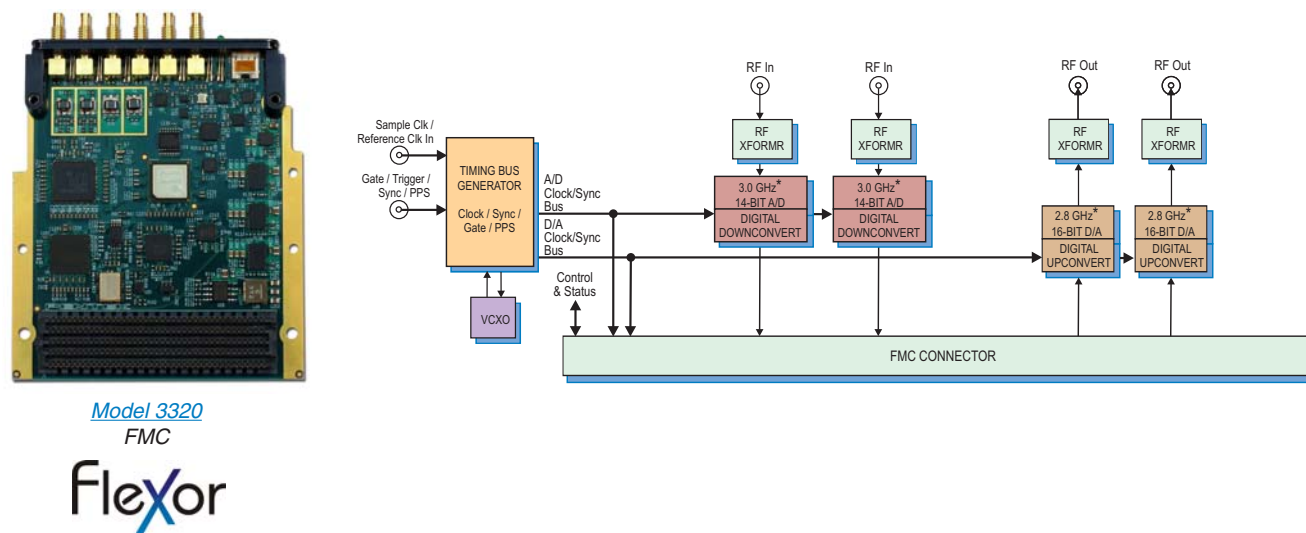 Model 3320
FMC
Flexor
Sample Clk /
Reference Clk In
Gate / Trigger /
Sync / PPS
TIMING BUS
GENERATOR
Clock / Sync /
Gate / PPS
VCXO
A/D
Clock/Sync
Bus
D/A
Clock/Sync
Bus
Control
& Status
RF In
RF
XFORMR
3.0 GHz*
14-BIT A/D
DIGITAL
DOWNCONVERT
RF In
RF
XFORMR
3.0 GHz*
14-BIT A/D
DIGITAL
DOWNCONVERT
RF Out
RF
XFORMR
2.8 GHz*
16-BIT D/A
DIGITAL
UPCONVERT
RF Out
RF
XFORMR
2.8 GHz*
16-BIT D/A
DIGITAL
UPCONVERT
FMC CONNECTOR